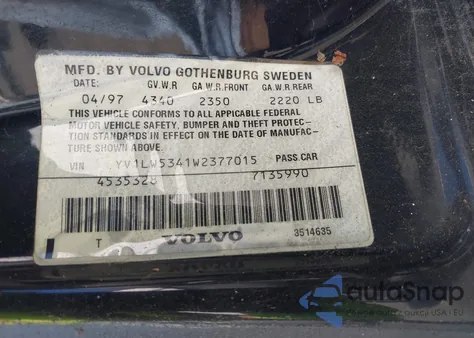 MFD. BY VOLVO GOTHENBURG SWEDEN
DATE: GV.W.R GA.W.R.FRONT GA.W.R.REAR
04/97 4340 2350 2220 LB
THIS VEHICLE CONFORMS TO ALL APPLICABLE FEDERAL
MOTOR VEHICLE SAFETY, BUMPER AND THEFT PROTEC-
TION STANDARDS IN EFFECT ON THE DATE OF MANUFAC-
TURE SHOWN ABOVE.
VIN YV1LW5341W2377015 PASS CAR
4535328 7135990
T VOLVO 3514635
autoSnap